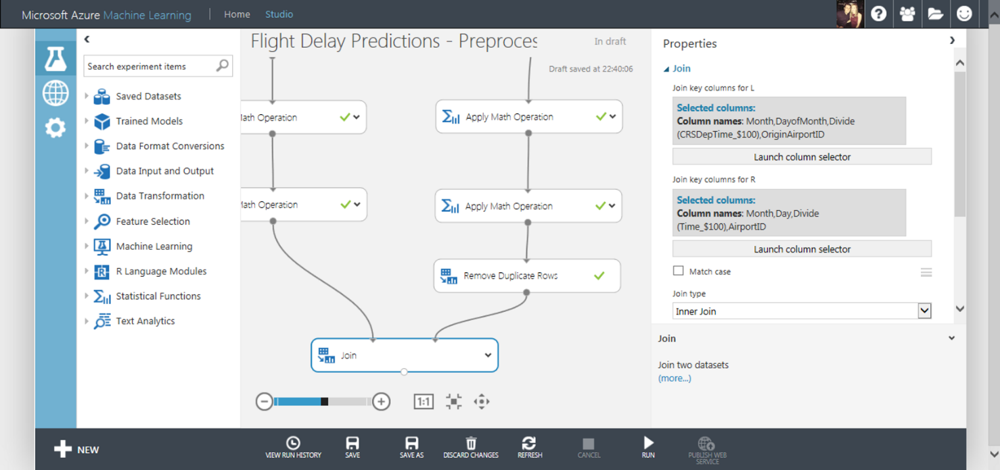 Microsoft Azure Machine Learning
Home
Studio
Search experiment items
Saved Datasets
Trained Models
Data Format Conversions
Data Input and Output
Data Transformation
Feature Selection
Machine Learning
R Language Modules
Statistical Functions
Text Analytics
Flight Delay Predictions - Preproces
In draft
Draft saved at 22:40:06
Math Operation
Apply Math Operation
Math Operation
Apply Math Operation
Remove Duplicate Rows
Join
1:1
Properties
Join
Join key columns for L
Selected columns:
Column names: Month,DayofMonth,Divide
(CRSDepTime_$100),OriginAirportID
Launch column selector
Join key columns for R
Selected columns:
Column names: Month,Day,Divide
(Time_$100),AirportID
Launch column selector
Match case
Join type
Inner Join
Join
Join two datasets
(more...)
NEW
VIEW RUN HISTORY
SAVE
SAVE AS
DISCARD CHANGES
REFRESH
CANCEL
RUN
PUBLISH WEB
SERVICE